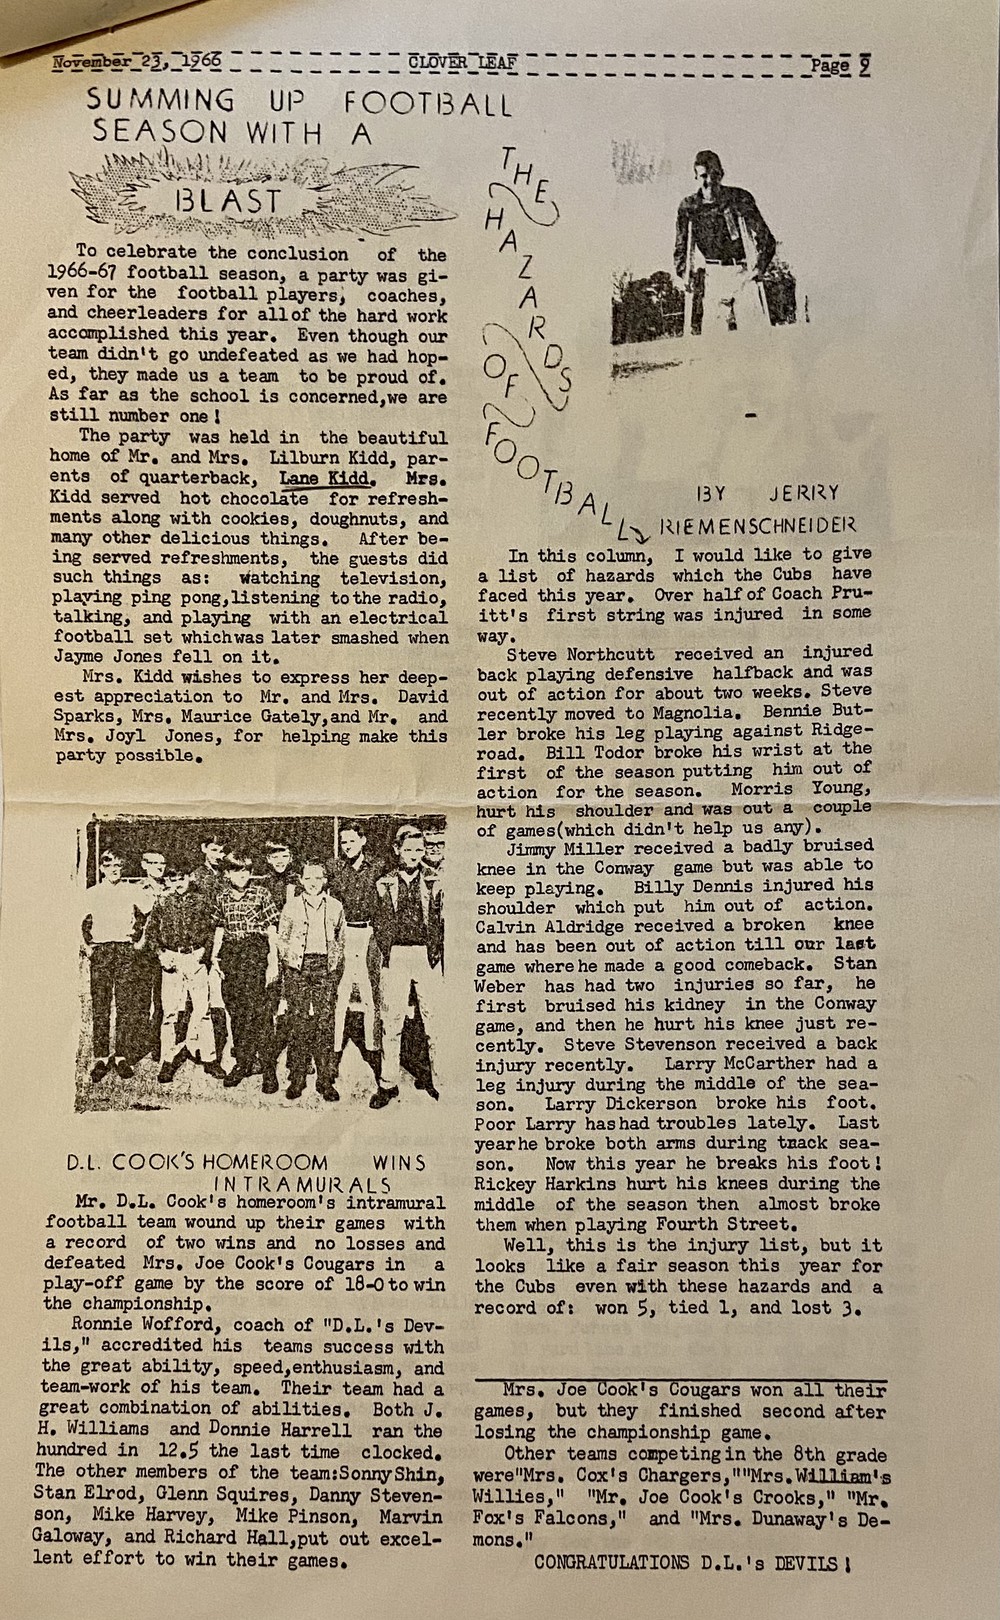 November 23, 1966 CLOVER LEAF Page 9
SUMMING UP FOOTBALL
SEASON WITH A
BLAST
To celebrate the conclusion of the
1966-67 football season, a party was gi-
ven for the football players, coaches,
and cheerleaders for all of the hard work
accomplished this year. Even though our
team didn't go undefeated as we had hop-
ed, they made us a team to be proud of.
As far as the school is concerned,we are
still number one!
The party was held in the beautiful
home of Mr. and Mrs. Lilburn Kidd, par-
ents of quarterback, Lane Kidd. Mrs.
Kidd served hot chocolate for refresh-
ments along with cookies, doughnuts, and
many other delicious things. After be-
ing served refreshments, the guests did
such things as: watching television,
playing ping pong,listening to the radio,
talking, and playing with an electrical
football set whichwas later smashed when
Jayme Jones fell on it.
Mrs. Kidd wishes to express her deep-
est appreciation to Mr. and Mrs. David
Sparks, Mrs. Maurice Gately,and Mr. and
Mrs. Joyl Jones, for helping make this
party possible.
D.L. COOK'S HOMEROOM WINS
INTRAMURALS
Mr. D.L. Cook's homeroom's intramural
football team wound up their games with
a record of two wins and no losses and
defeated Mrs. Joe Cook's Cougars in a
play-off game by the score of 18-0 to win
the championship.
Ronnie Wofford, coach of "D.L.'s Dev-
ils," accredited his teams success with
the great ability, speed,enthusiasm, and
team-work of his team. Their team had a
great combination of abilities. Both J.
H. Williams and Donnie Harrell ran the
hundred in 12.5 the last time clocked.
The other members of the team:Sonny Shin,
Stan Elrod, Glenn Squires, Danny Steven-
son, Mike Harvey, Mike Pinson, Marvin
Galoway, and Richard Hall,put out excel-
lent effort to win their games.
THE
HAZARDS
OF
FOOTBALL
BY JERRY
RIEMENSCHNEIDER
In this column, I would like to give
a list of hazards which the Cubs have
faced this year. Over half of Coach Pru-
itt's first string was injured in some
way.
Steve Northcutt received an injured
back playing defensive halfback and was
out of action for about two weeks. Steve
recently moved to Magnolia. Bennie But-
ler broke his leg playing against Ridge-
road. Bill Todor broke his wrist at the
first of the season putting him out of
action for the season. Morris Young,
hurt his shoulder and was out a couple
of games(which didn't help us any).
Jimmy Miller received a badly bruised
knee in the Conway game but was able to
keep playing. Billy Dennis injured his
shoulder which put him out of action.
Calvin Aldridge received a broken knee
and has been out of action till our last
game where he made a good comeback. Stan
Weber has had two injuries so far, he
first bruised his kidney in the Conway
game, and then he hurt his knee just re-
cently. Steve Stevenson received a back
injury recently. Larry McCarther had a
leg injury during the middle of the sea-
son. Larry Dickerson broke his foot.
Poor Larry has had troubles lately. Last
year he broke both arms during track sea-
son. Now this year he breaks his foot!
Rickey Harkins hurt his knees during the
middle of the season then almost broke
them when playing Fourth Street.
Well, this is the injury list, but it
looks like a fair season this year for
the Cubs even with these hazards and a
record of: won 5, tied 1, and lost 3.
Mrs. Joe Cook's Cougars won all their
games, but they finished second after
losing the championship game.
Other teams competing in the 8th grade
were"Mrs. Cox's Chargers,""Mrs.William's
Willies," "Mr. Joe Cook's Crooks," "Mr.
Fox's Falcons," and "Mrs. Dunaway's De-
mons."
CONGRATULATIONS D.L.'s DEVILS!